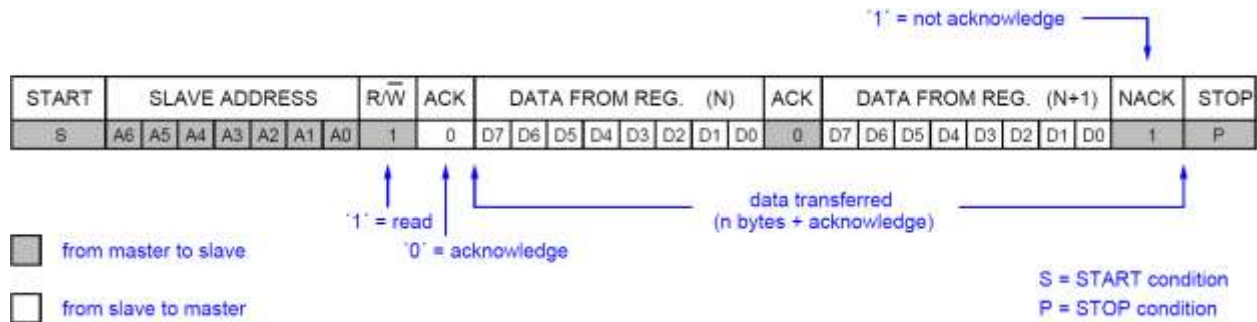 ´1´ = not acknowledge
START SLAVE ADDRESS R/W̅ ACK DATA FROM REG. (N) ACK DATA FROM REG. (N+1) NACK STOP
S A6 A5 A4 A3 A2 A1 A0 1 0 D7 D6 D5 D4 D3 D2 D1 D0 0 D7 D6 D5 D4 D3 D2 D1 D0 1 P
´1´ = read
´0´ = acknowledge
data transferred
(n bytes + acknowledge)
from master to slave
from slave to master
S = START condition
P = STOP condition